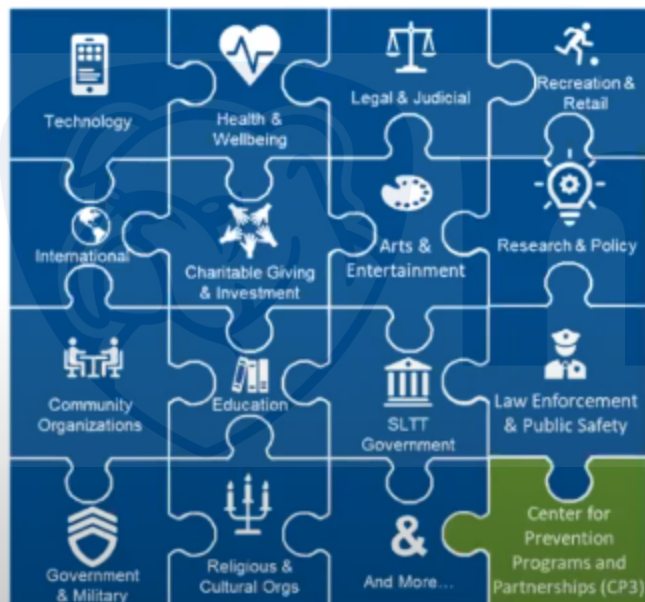 Technology
Health &
Wellbeing
Legal & Judicial
Recreation &
Retail
International
Charitable Giving
& Investment
Arts &
Entertainment
Research & Policy
Community
Organizations
Education
SLTT
Government
Law Enforcement
& Public Safety
Government
& Military
Religious &
Cultural Orgs
&
And More...
Center for
Prevention
Programs and
Partnerships (CP3)